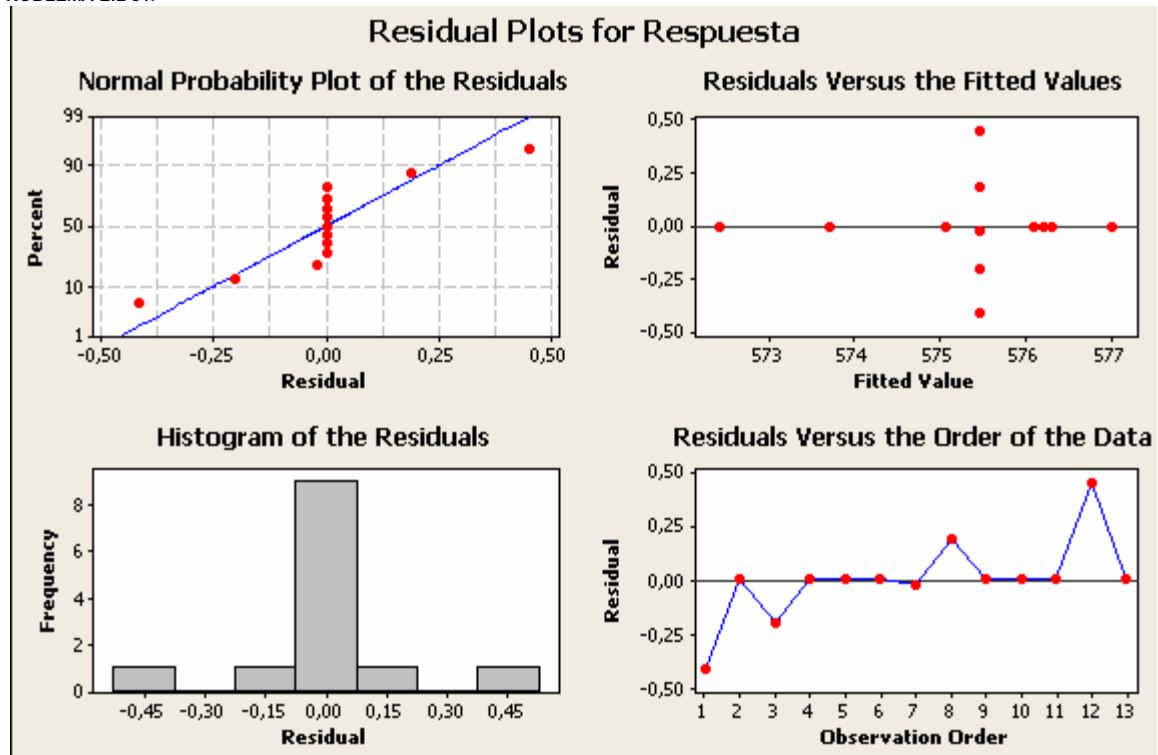 Residual Plots for Respuesta
Normal Probability Plot of the Residuals
99
90
50
10
1
Percent
-0,50 -0,25 0,00 0,25 0,50
Residual
Residuals Versus the Fitted Values
0,50
0,25
0,00
-0,25
-0,50
Residual
573 574 575 576 577
Fitted Value
Histogram of the Residuals
8
6
4
2
0
Frequency
-0,45 -0,30 -0,15 0,00 0,15 0,30 0,45
Residual
Residuals Versus the Order of the Data
0,50
0,25
0,00
-0,25
-0,50
Residual
1 2 3 4 5 6 7 8 9 10 11 12 13
Observation Order